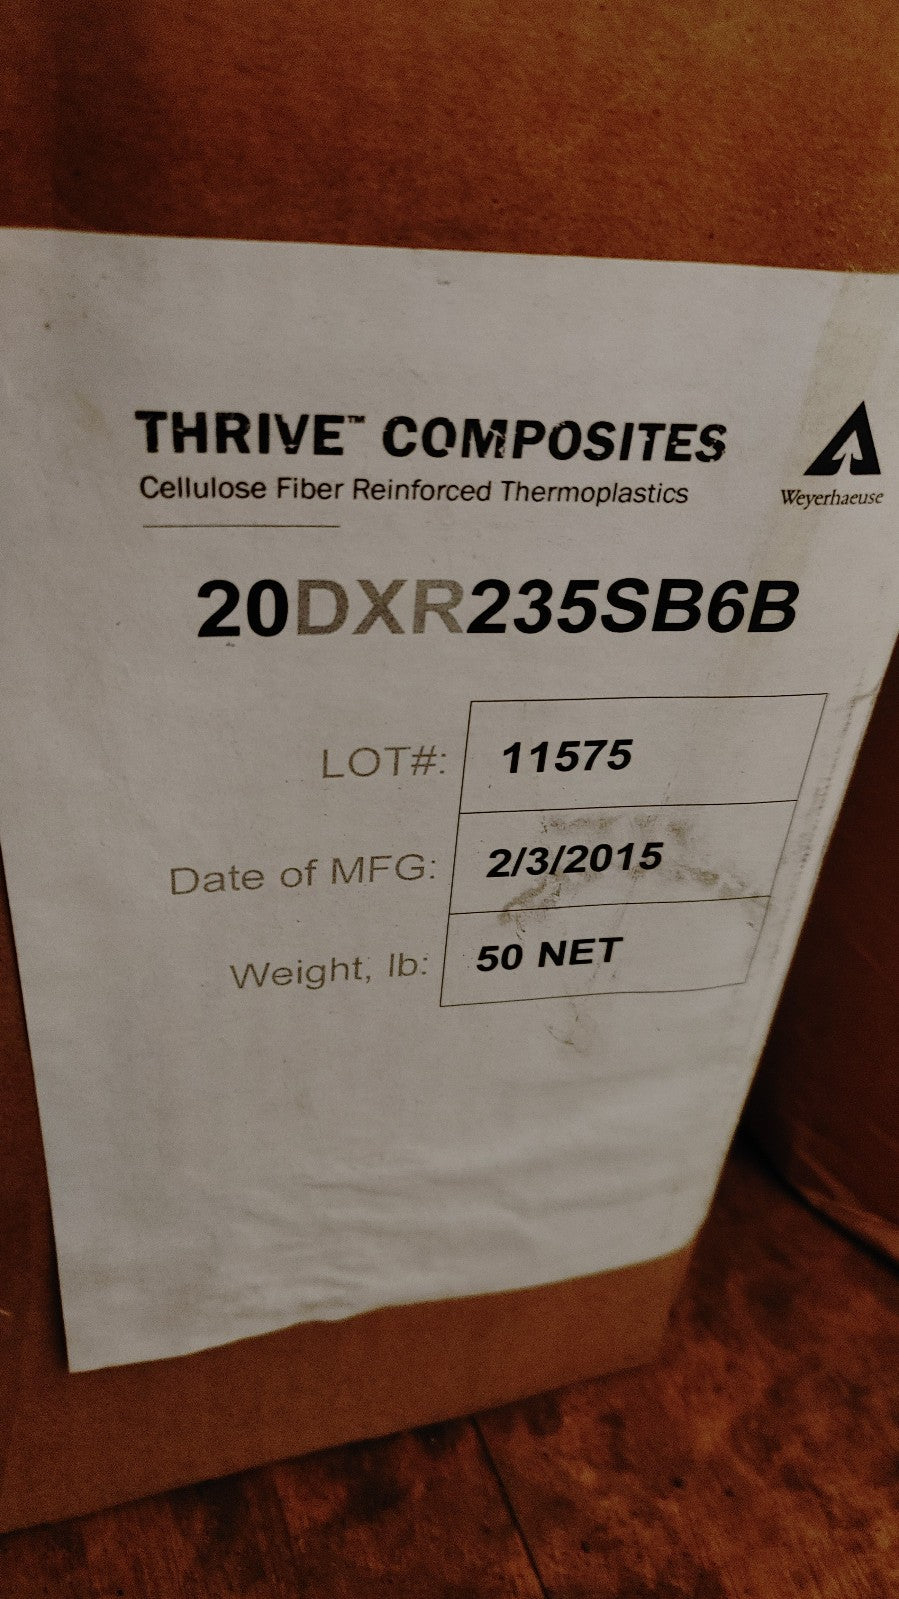 THRIVE™ COMPOSITES
Cellulose Fiber Reinforced Thermoplastics
Weyerhaeuse
20DXR235SB6B
LOT#: 11575
Date of MFG: 2/3/2015
Weight, lb: 50 NET